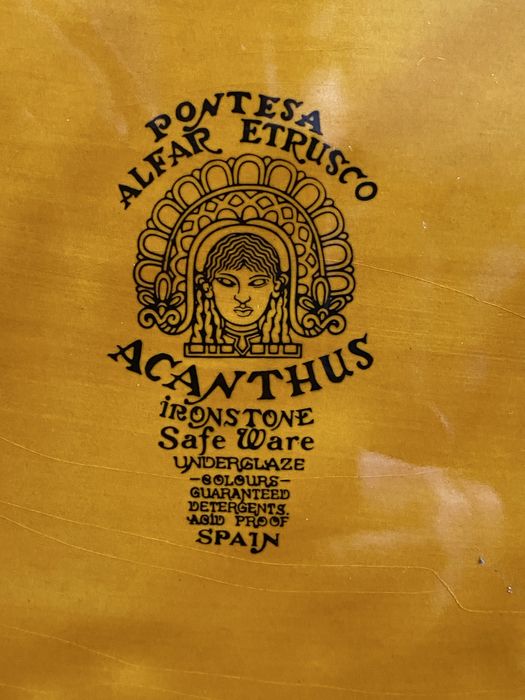 PONTESA
ALFAR ETRUSCO
ACANTHUS
iRONSTONE
Safe Ware
UNDERGLAZE
-COLOURS-
GUARANTEED
DETERGENTS.
ACID PROOF
SPAIN